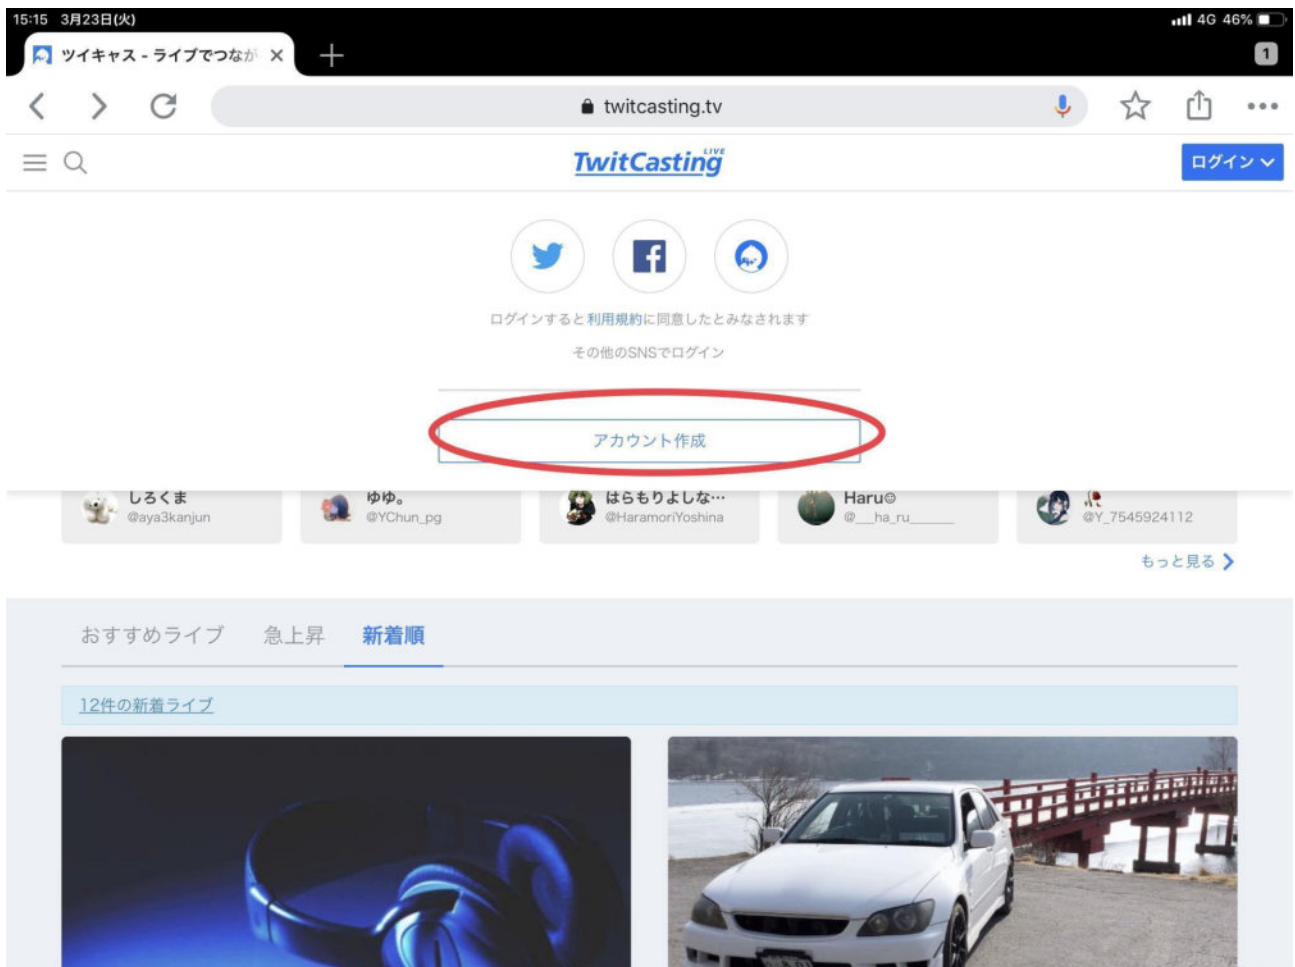 15:15 3月23日(火)
4G 46%
ツイキャス - ライブでつなが
1
twitcasting.tv
TwitCasting LIVE
ログイン
ログインすると利用規約に同意したとみなされます
その他のSNSでログイン
アカウント作成
しろくま
@aya3kanjun
ゆゆ。
@YChun_pg
はらもりよしな…
@HaramoriYoshina
Haru☺
@___ha_ru_______
@Y_7545924112
もっと見る
おすすめライブ 急上昇 新着順
12件の新着ライブ